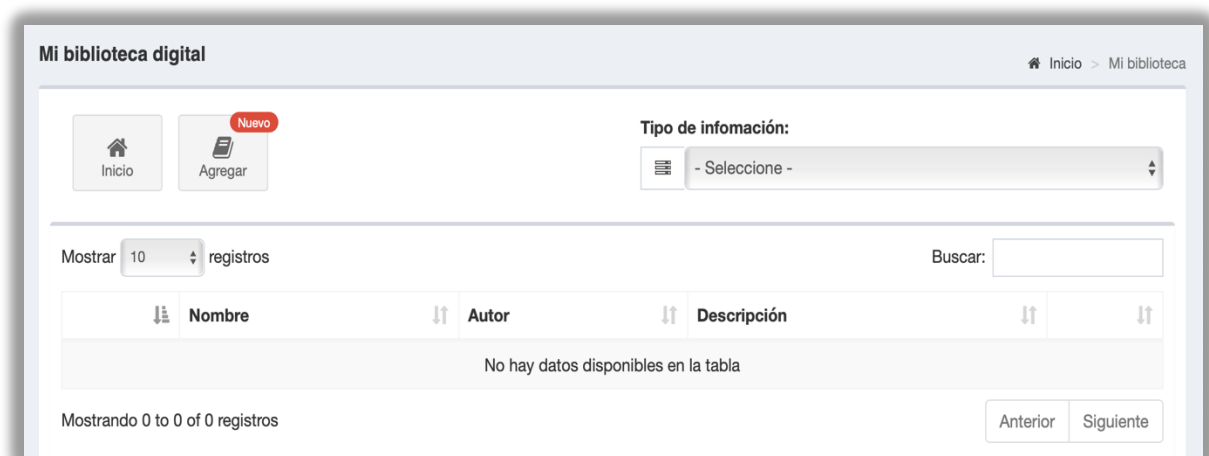 Mi biblioteca digital
Inicio > Mi biblioteca
Nuevo
Inicio
Agregar
Tipo de infomación:
- Seleccione -
Mostrar 10 registros
Buscar:
Nombre Autor Descripción
No hay datos disponibles en la tabla
Mostrando 0 to 0 of 0 registros
Anterior Siguiente